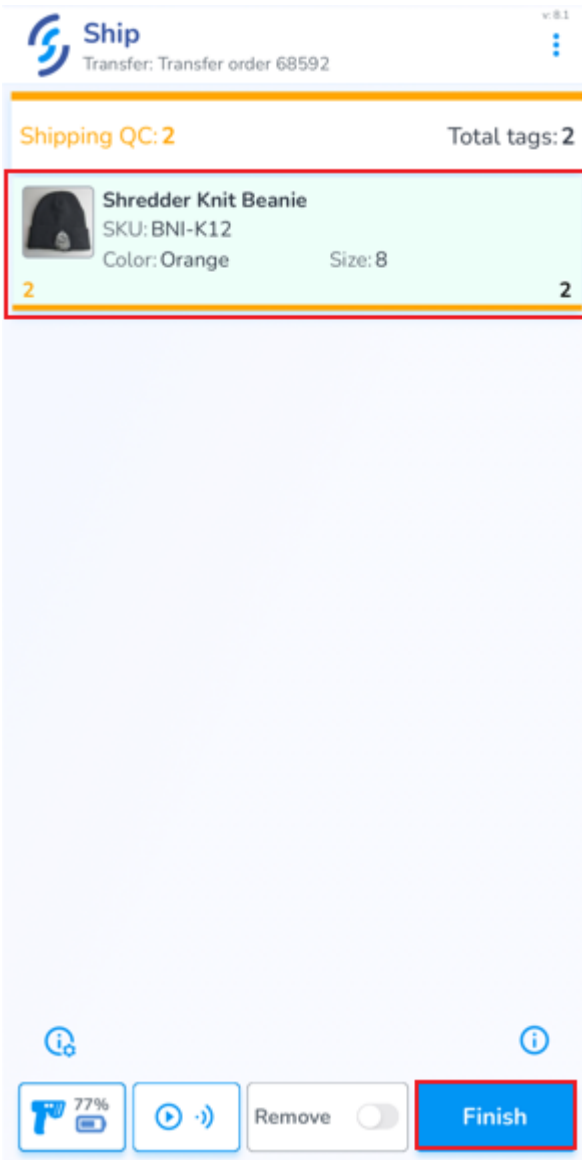 v: 8.1
Ship
Transfer: Transfer order 68592
Shipping QC: 2 Total tags: 2
Shredder Knit Beanie
SKU: BNI-K12
Color: Orange Size: 8
2 2
77%
Remove Finish